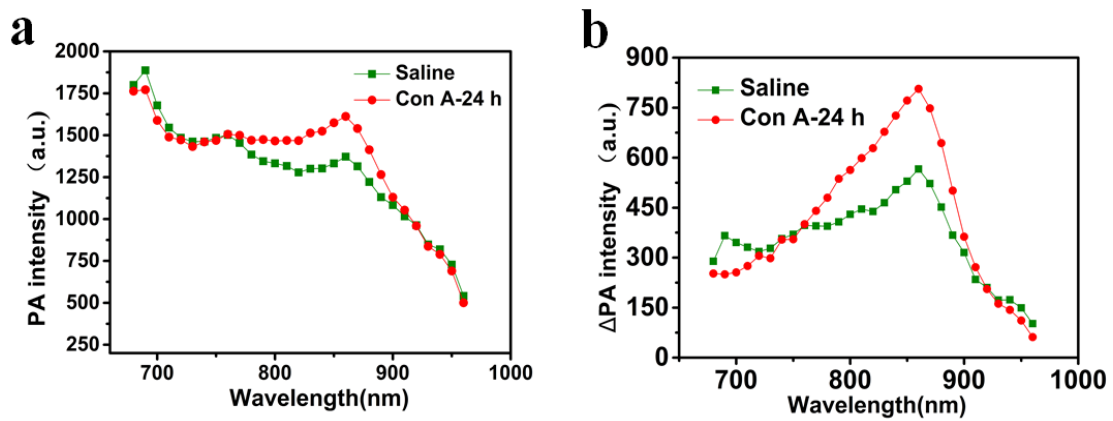 a
2000
1750
1500
1250
1000
750
500
250
PA intensity（a.u.）
Saline
Con A-24 h
700
800
900
1000
Wavelength(nm)
b
900
750
600
450
300
150
0
ΔPA intensity（a.u.）
Saline
Con A-24 h
700
800
900
1000
Wavelength(nm)